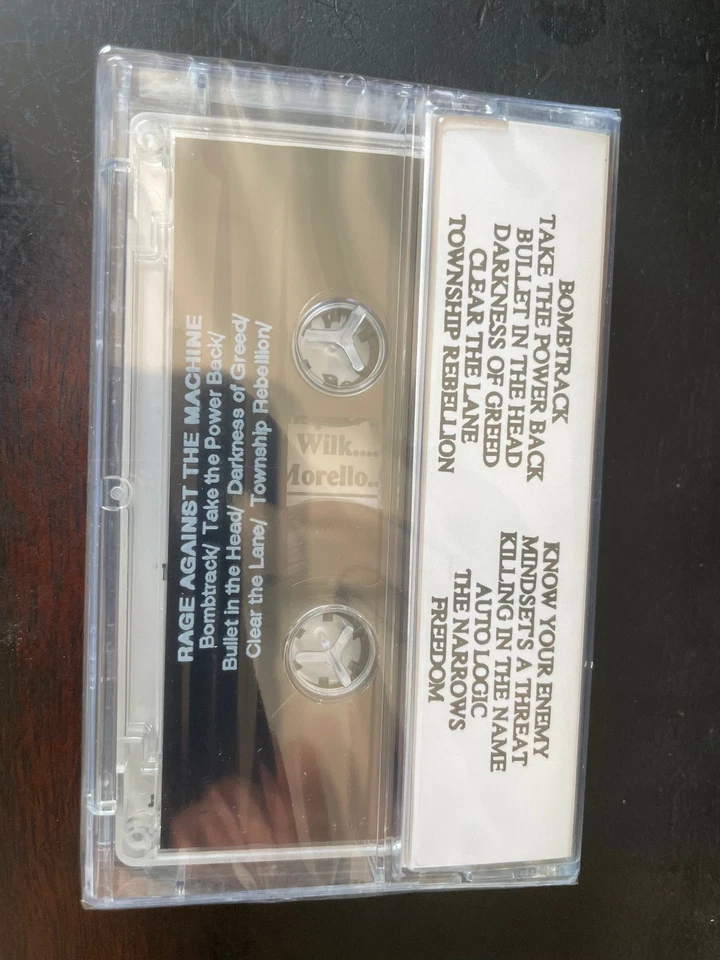 RAGE AGAINST THE MACHINE
Bombtrack/ Take the Power Back/
Bullet in the Head/ Darkness of Greed/
Clear the Lane/ Township Rebellion/
Wilk....
Morello..
BOMBTRACK
TAKE THE POWER BACK
BULLET IN THE HEAD
DARKNESS OF GREED
CLEAR THE LANE
TOWNSHIP REBELLION
KNOW YOUR ENEMY
MINDSET'S A THREAT
KILLING IN THE NAME
AUTO LOGIC
THE NARROWS
FREEDOM